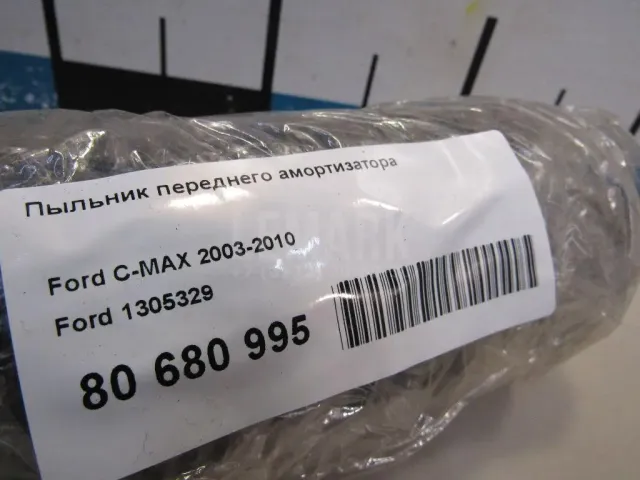 Пыльник переднего амортизатора
Ford C-MAX 2003-2010
Ford 1305329
80 680 995